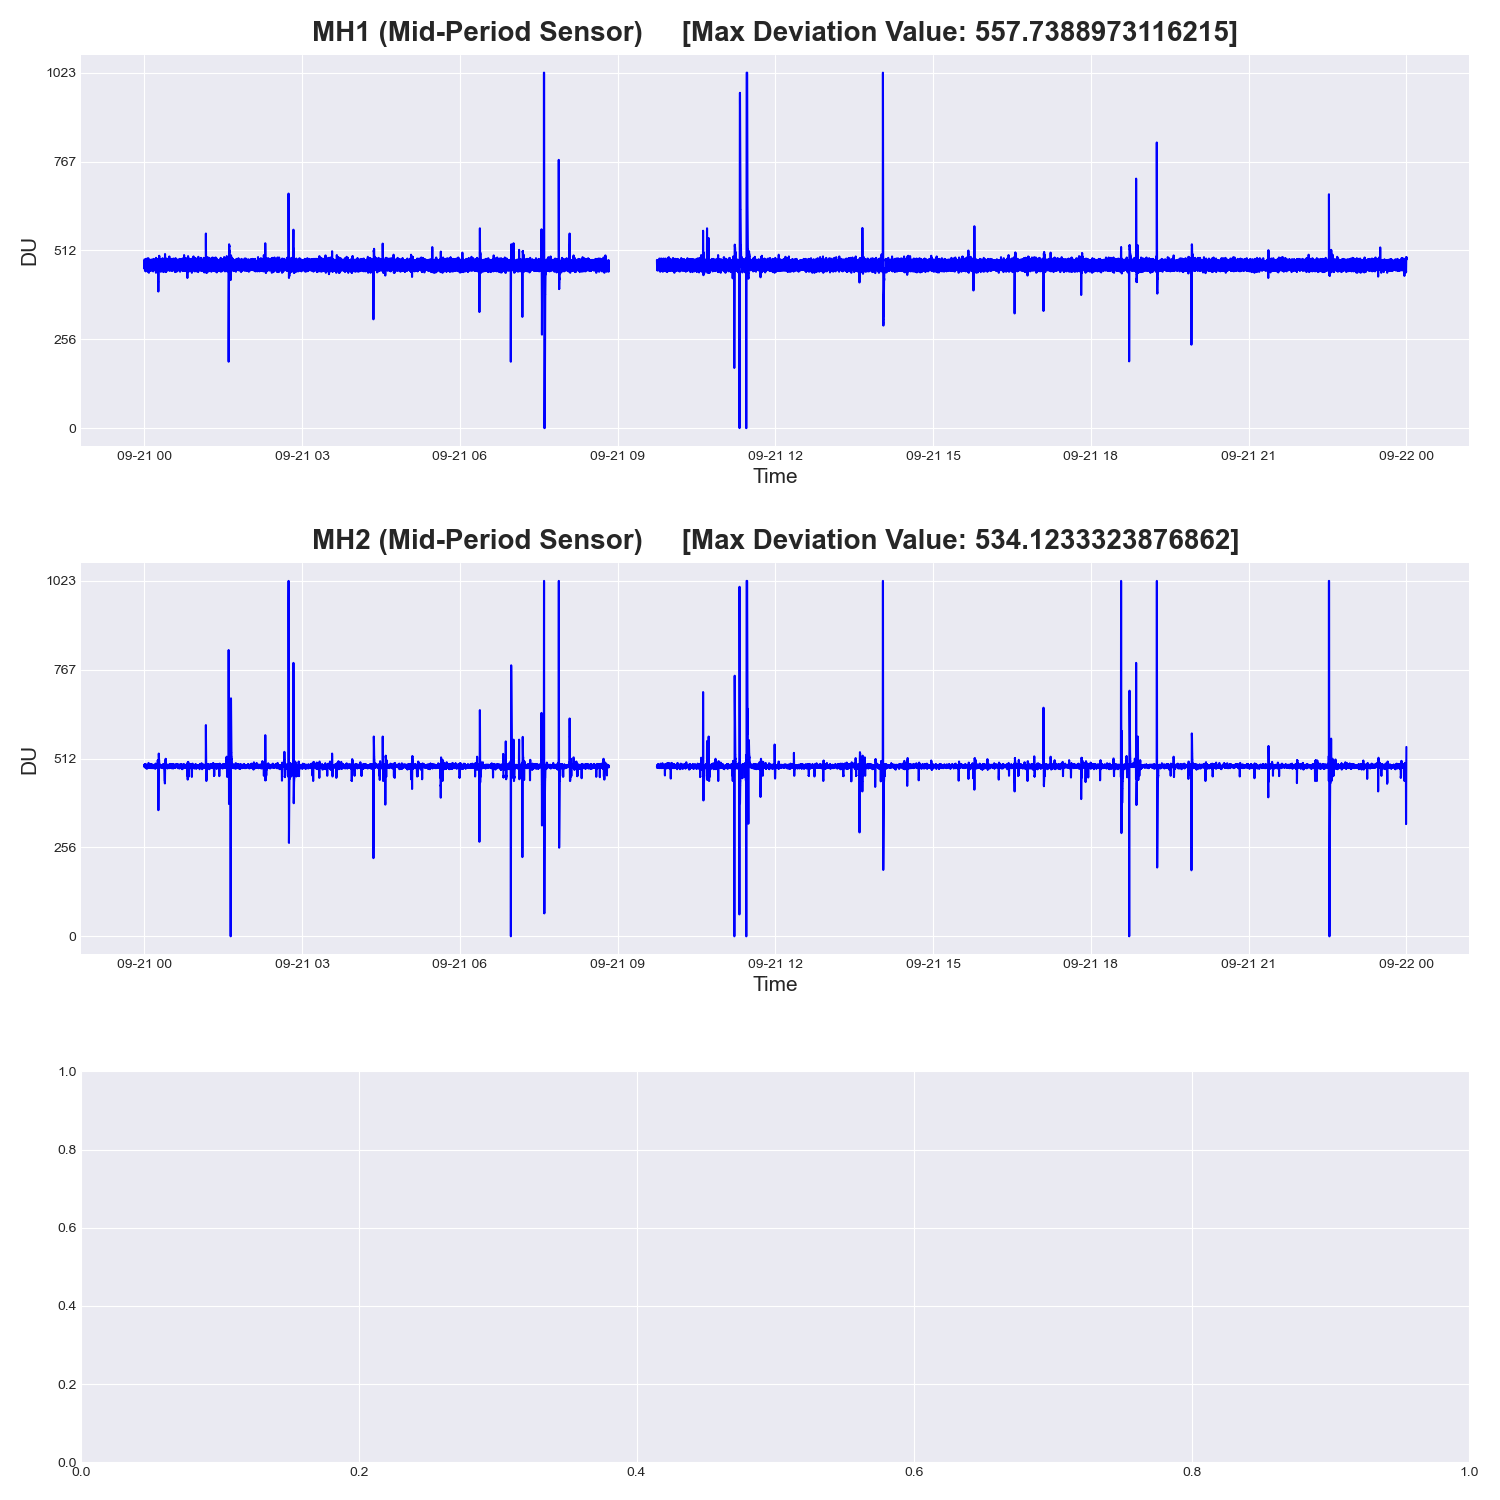 MH1 (Mid-Period Sensor) [Max Deviation Value: 557.7388973116215]
1023
767
512
256
0
DU
09-21 00 09-21 03 09-21 06 09-21 09 09-21 12 09-21 15 09-21 18 09-21 21 09-22 00
Time
MH2 (Mid-Period Sensor) [Max Deviation Value: 534.1233323876862]
1023
767
512
256
0
DU
09-21 00 09-21 03 09-21 06 09-21 09 09-21 12 09-21 15 09-21 18 09-21 21 09-22 00
Time
1.0
0.8
0.6
0.4
0.2
0.0
0.0 0.2 0.4 0.6 0.8 1.0